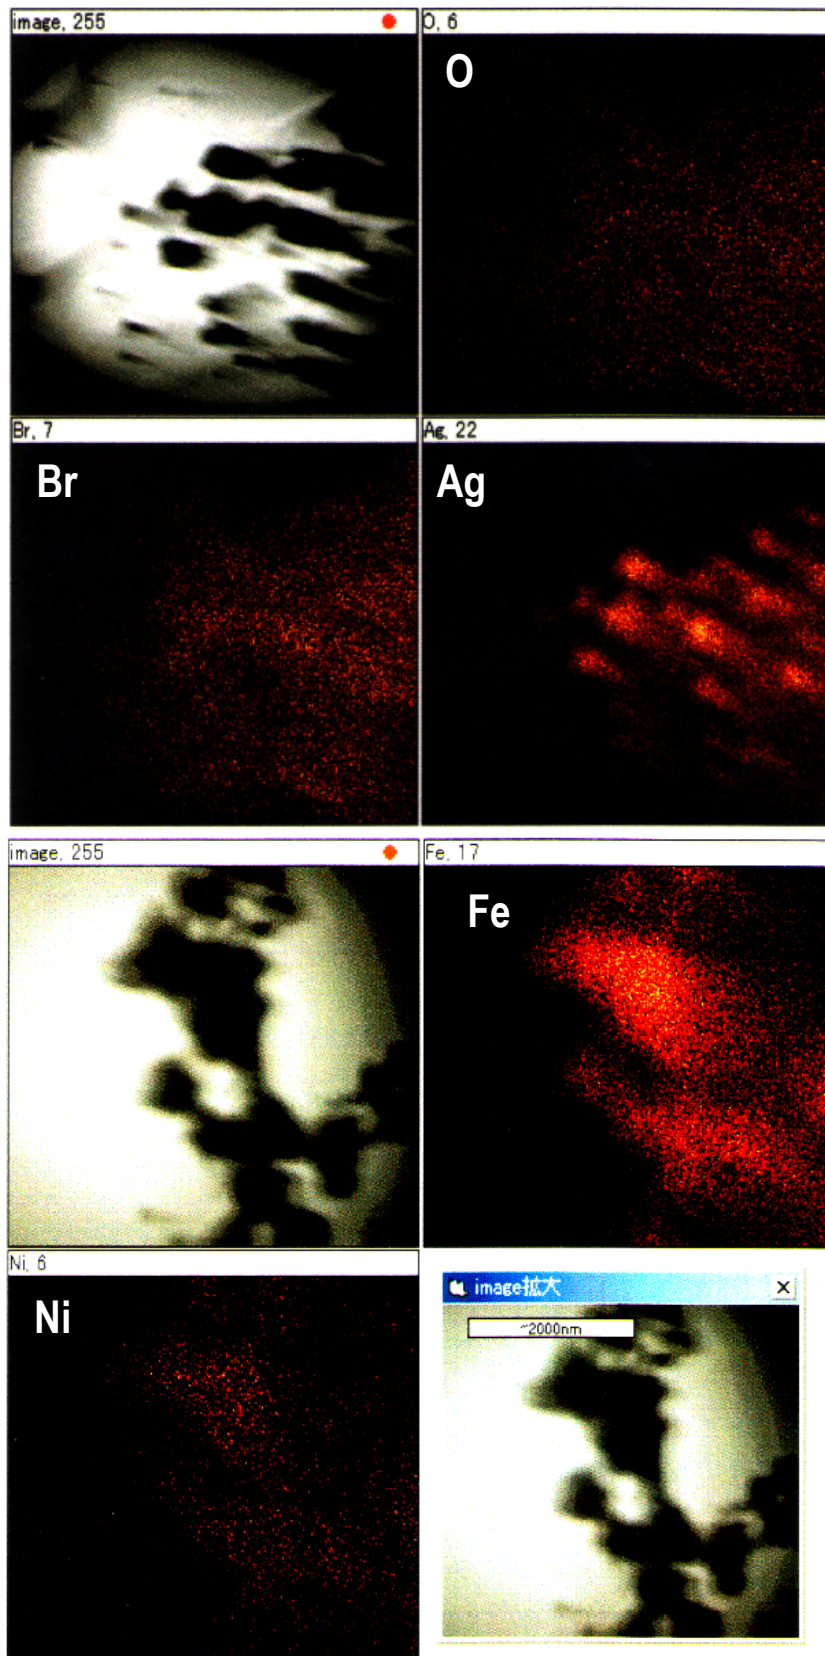 image, 255
O, 6
O
Br, 7
Ag, 22
Br
Ag
image, 255
Fe, 17
Fe
Ni, 6
Ni
image拡大
~2000nm